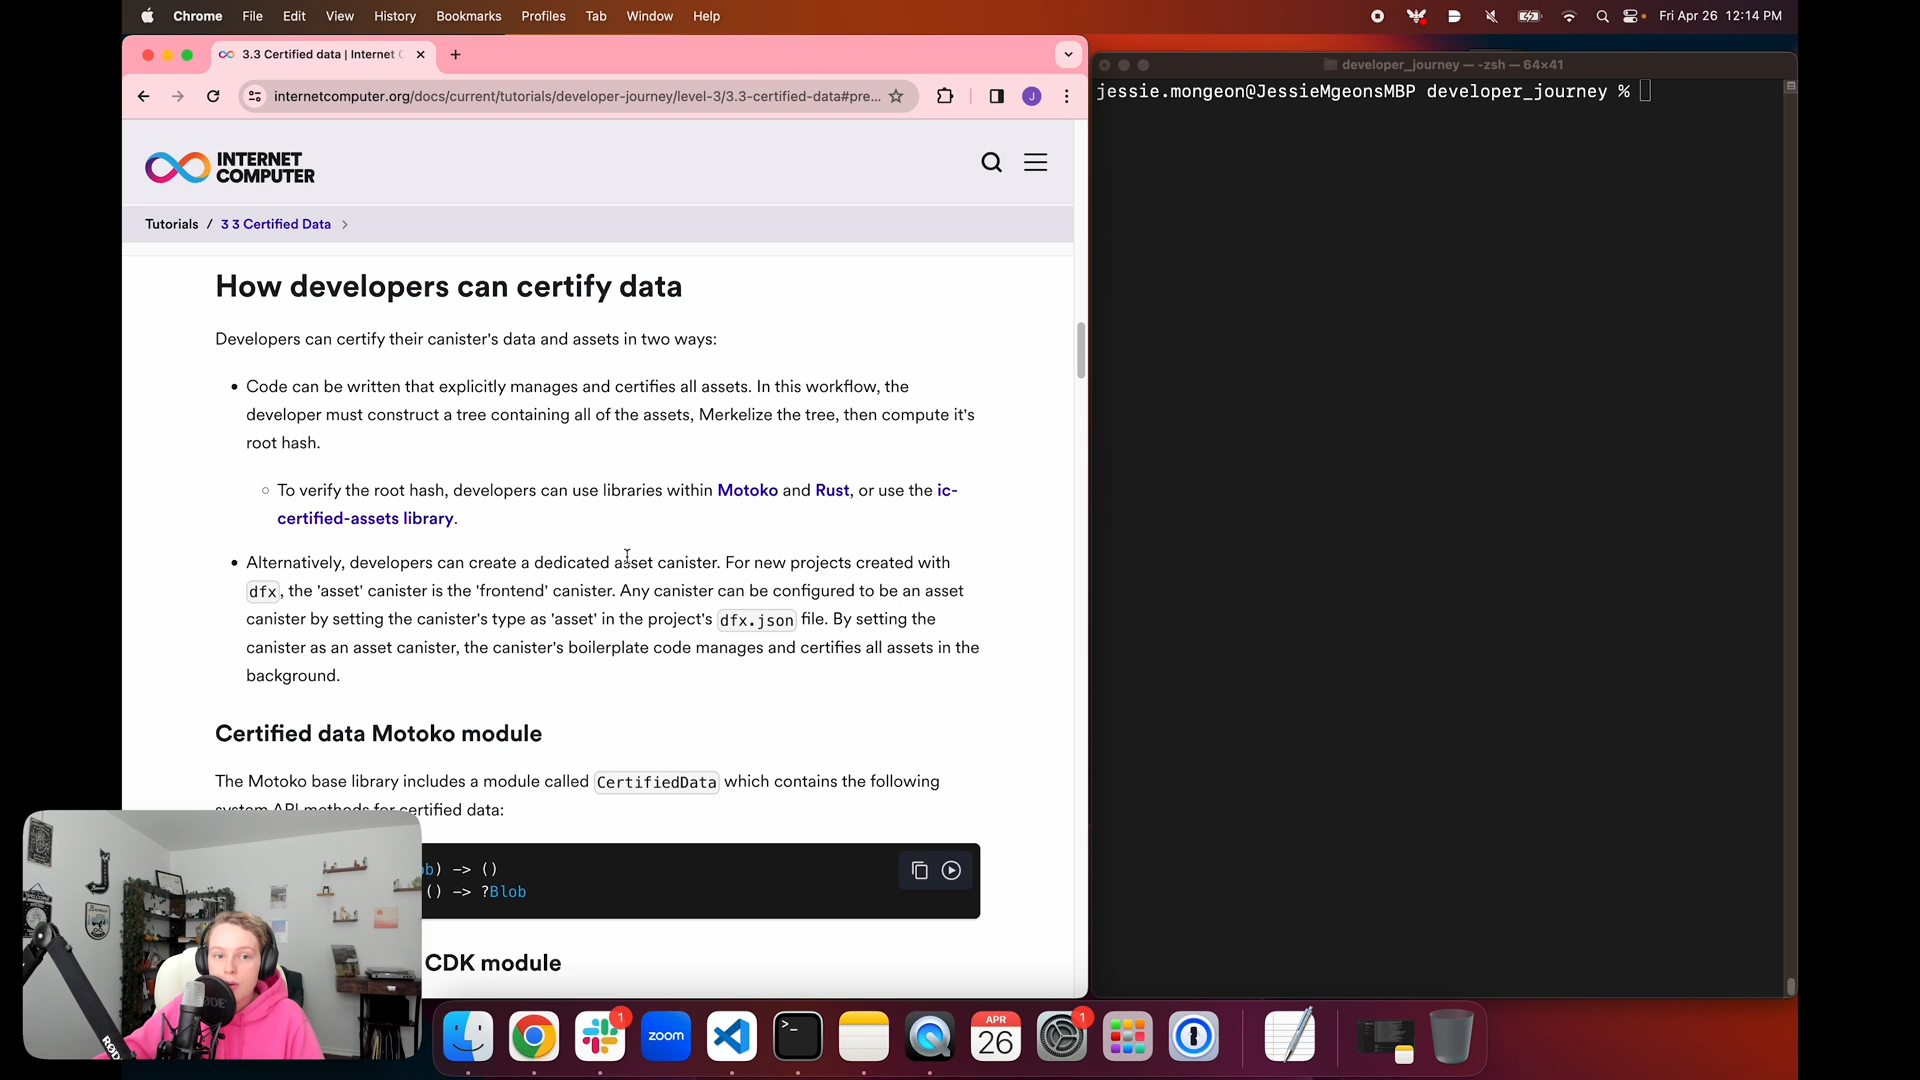 Chrome File Edit View History Bookmarks Profiles Tab Window Help
Fri Apr 26 12:14 PM
3.3 Certified data | Internet C
internetcomputer.org/docs/current/tutorials/developer-journey/level-3/3.3-certified-data#pre...
J
developer_journey — -zsh — 64×41
jessie.mongeon@JessieMgeonsMBP developer_journey %
INTERNET
COMPUTER
Tutorials / 3 3 Certified Data >
How developers can certify data
Developers can certify their canister's data and assets in two ways:
• Code can be written that explicitly manages and certifies all assets. In this workflow, the
developer must construct a tree containing all of the assets, Merkelize the tree, then compute it's
root hash.
○ To verify the root hash, developers can use libraries within Motoko and Rust, or use the ic-
certified-assets library.
• Alternatively, developers can create a dedicated asset canister. For new projects created with
dfx, the 'asset' canister is the 'frontend' canister. Any canister can be configured to be an asset
canister by setting the canister's type as 'asset' in the project's dfx.json file. By setting the
canister as an asset canister, the canister's boilerplate code manages and certifies all assets in the
background.
Certified data Motoko module
The Motoko base library includes a module called CertifiedData which contains the following
system API methods for certified data:
ob) -> ()
() -> ?Blob
CDK module
RØDE
1
zoom
>_
APR
26
1